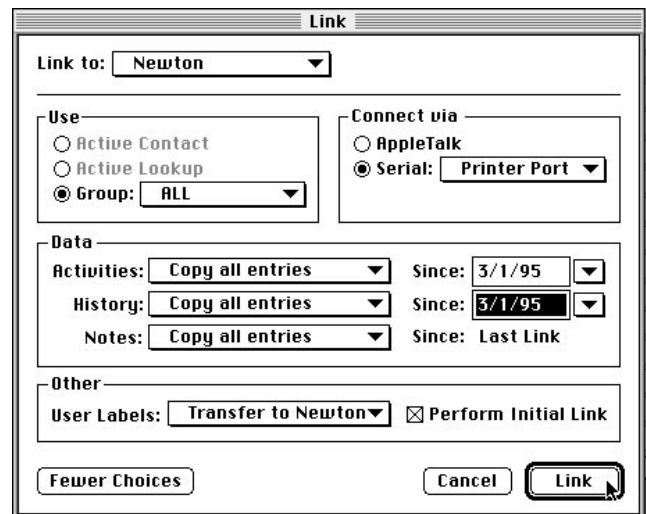 Link
Link to: Newton
Use
Active Contact
Active Lookup
Group: ALL
Connect via
AppleTalk
Serial: Printer Port
Data
Activities: Copy all entries Since: 3/1/95
History: Copy all entries Since: 3/1/95
Notes: Copy all entries Since: Last Link
Other
User Labels: Transfer to Newton Perform Initial Link
Fewer Choices Cancel Link